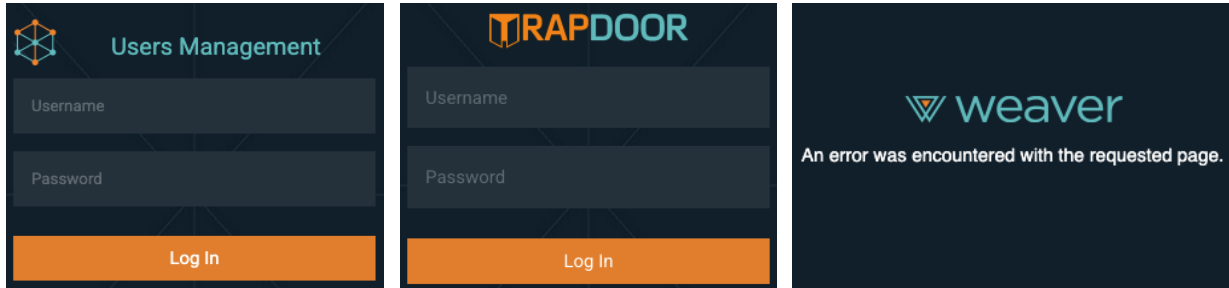 Users Management
Username
Password
Log In
TRAPDOOR
Username
Password
Log In
weaver
An error was encountered with the requested page.